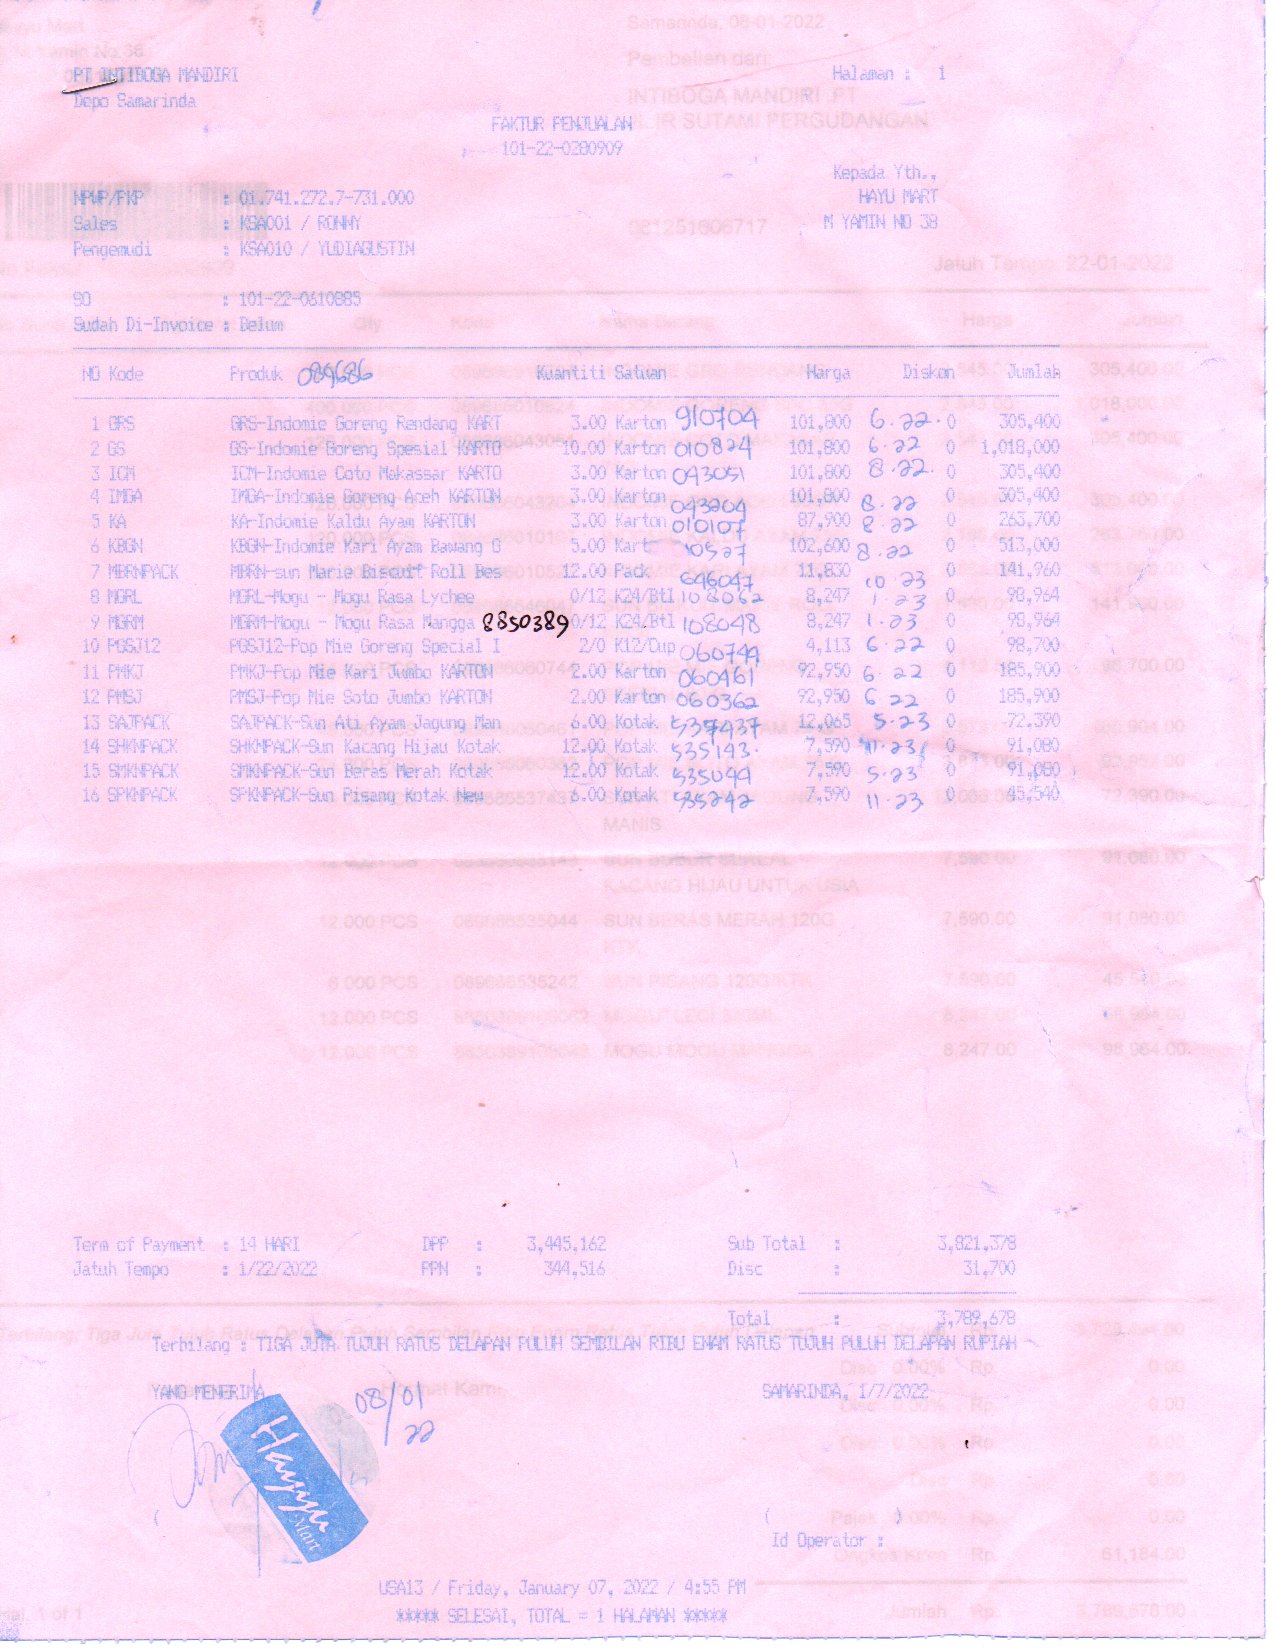 PT INTIBOGA MANDIRI
Halaman : 1
Depo Samarinda
FAKTUR PENJUALAN
101-22-0280909
Kepada Yth.,
HAYU MART
M YAMIN NO 38
NPWP/PKP : 01.741.272.7-731.000
Sales : KSA001 / RONNY
Pengemudi : KSA010 / YUDIAGUSTIN
SO : 101-22-0610885
Sudah Di-Invoice : Belum
NO Kode Produk 089686 Kuantiti Satuan Harga Diskon Jumlah
1 GRS GRS-Indomie Goreng Rendang KART 3.00 Karton 910704 101,800 6.22 0 305,400
2 GS GS-Indomie Goreng Spesial KARTO 10.00 Karton 010824 101,800 6.22 0 1,018,000
3 ICM ICM-Indomie Coto Makassar KARTO 3.00 Karton 043051 101,800 8.22 0 305,400
4 IMGA IMGA-Indomie Goreng Aceh KARTON 3.00 Karton 043204 101,800 8.22 0 305,400
5 KA KA-Indomie Kaldu Ayam KARTON 3.00 Karton 010107 87,900 8.22 0 263,700
6 KBGN KBGN-Indomie Kari Ayam Bawang G 5.00 Kart 10527 102,600 8.22 0 513,000
7 MBRNPACK MBRN-sun Marie Biscuit Roll Bes 12.00 Pack 646047 11,830 10 23 0 141,960
8 MGRL MGRL-Mogu - Mogu Rasa Lychee 0/12 K24/Btl 108062 8,247 1.23 0 98,964
9 MGRM MGRM-Mogu - Mogu Rasa Mangga 8850389 0/12 K24/Btl 108048 8,247 1.23 0 98,964
10 PGSJ12 PGSJ12-Pop Mie Goreng Special I 2/0 K12/Cup 060744 4,113 6.22 0 98,700
11 PMKJ PMKJ-Pop Mie Kari Jumbo KARTON 2.00 Karton 060461 92,950 6.22 0 185,900
12 PMSJ PMSJ-Pop Mie Soto Jumbo KARTON 2.00 Karton 060362 92,950 6 22 0 185,900
13 SAJPACK SAJPACK-Sun Ati Ayam Jagung Man 6.00 Kotak 537437 12,065 5.23 0 72,390
14 SHKNPACK SHKNPACK-Sun Kacang Hijau Kotak 12.00 Kotak 535143 7,590 11.23 0 91,080
15 SMKNPACK SMKNPACK-Sun Beras Merah Kotak 12.00 Kotak 535044 7,590 5.23 0 91,080
16 SPKNPACK SPKNPACK-Sun Pisang Kotak New 6.00 Kotak 535242 7,590 11.23 0 45,540
Term of Payment : 14 HARI DPP : 3,445,162 Sub Total : 3,821,378
Jatuh Tempo : 1/22/2022 PPN : 344,516 Disc : 31,700
Total : 3,789,678
Terbilang : TIGA JUTA TUJUH RATUS DELAPAN PULUH SEMBILAN RIBU ENAM RATUS TUJUH PULUH DELAPAN RUPIAH
YANG MENERIMA 08/01 22 SAMARINDA, 1/7/2022
Hayyu Mart
( ( )
Id Operator :
USA13 / Friday, January 07, 2022 / 4:55 PM
***** SELESAI, TOTAL = 1 HALAMAN *****